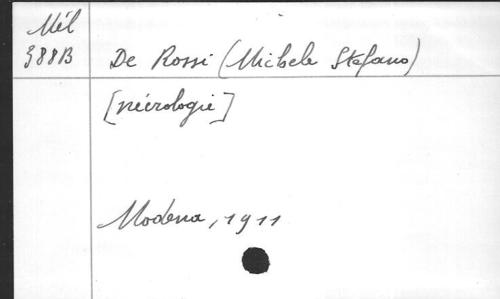 Mél
388B
De Rossi (Michele Stefano)
[nécrologie]
Modena, 1911